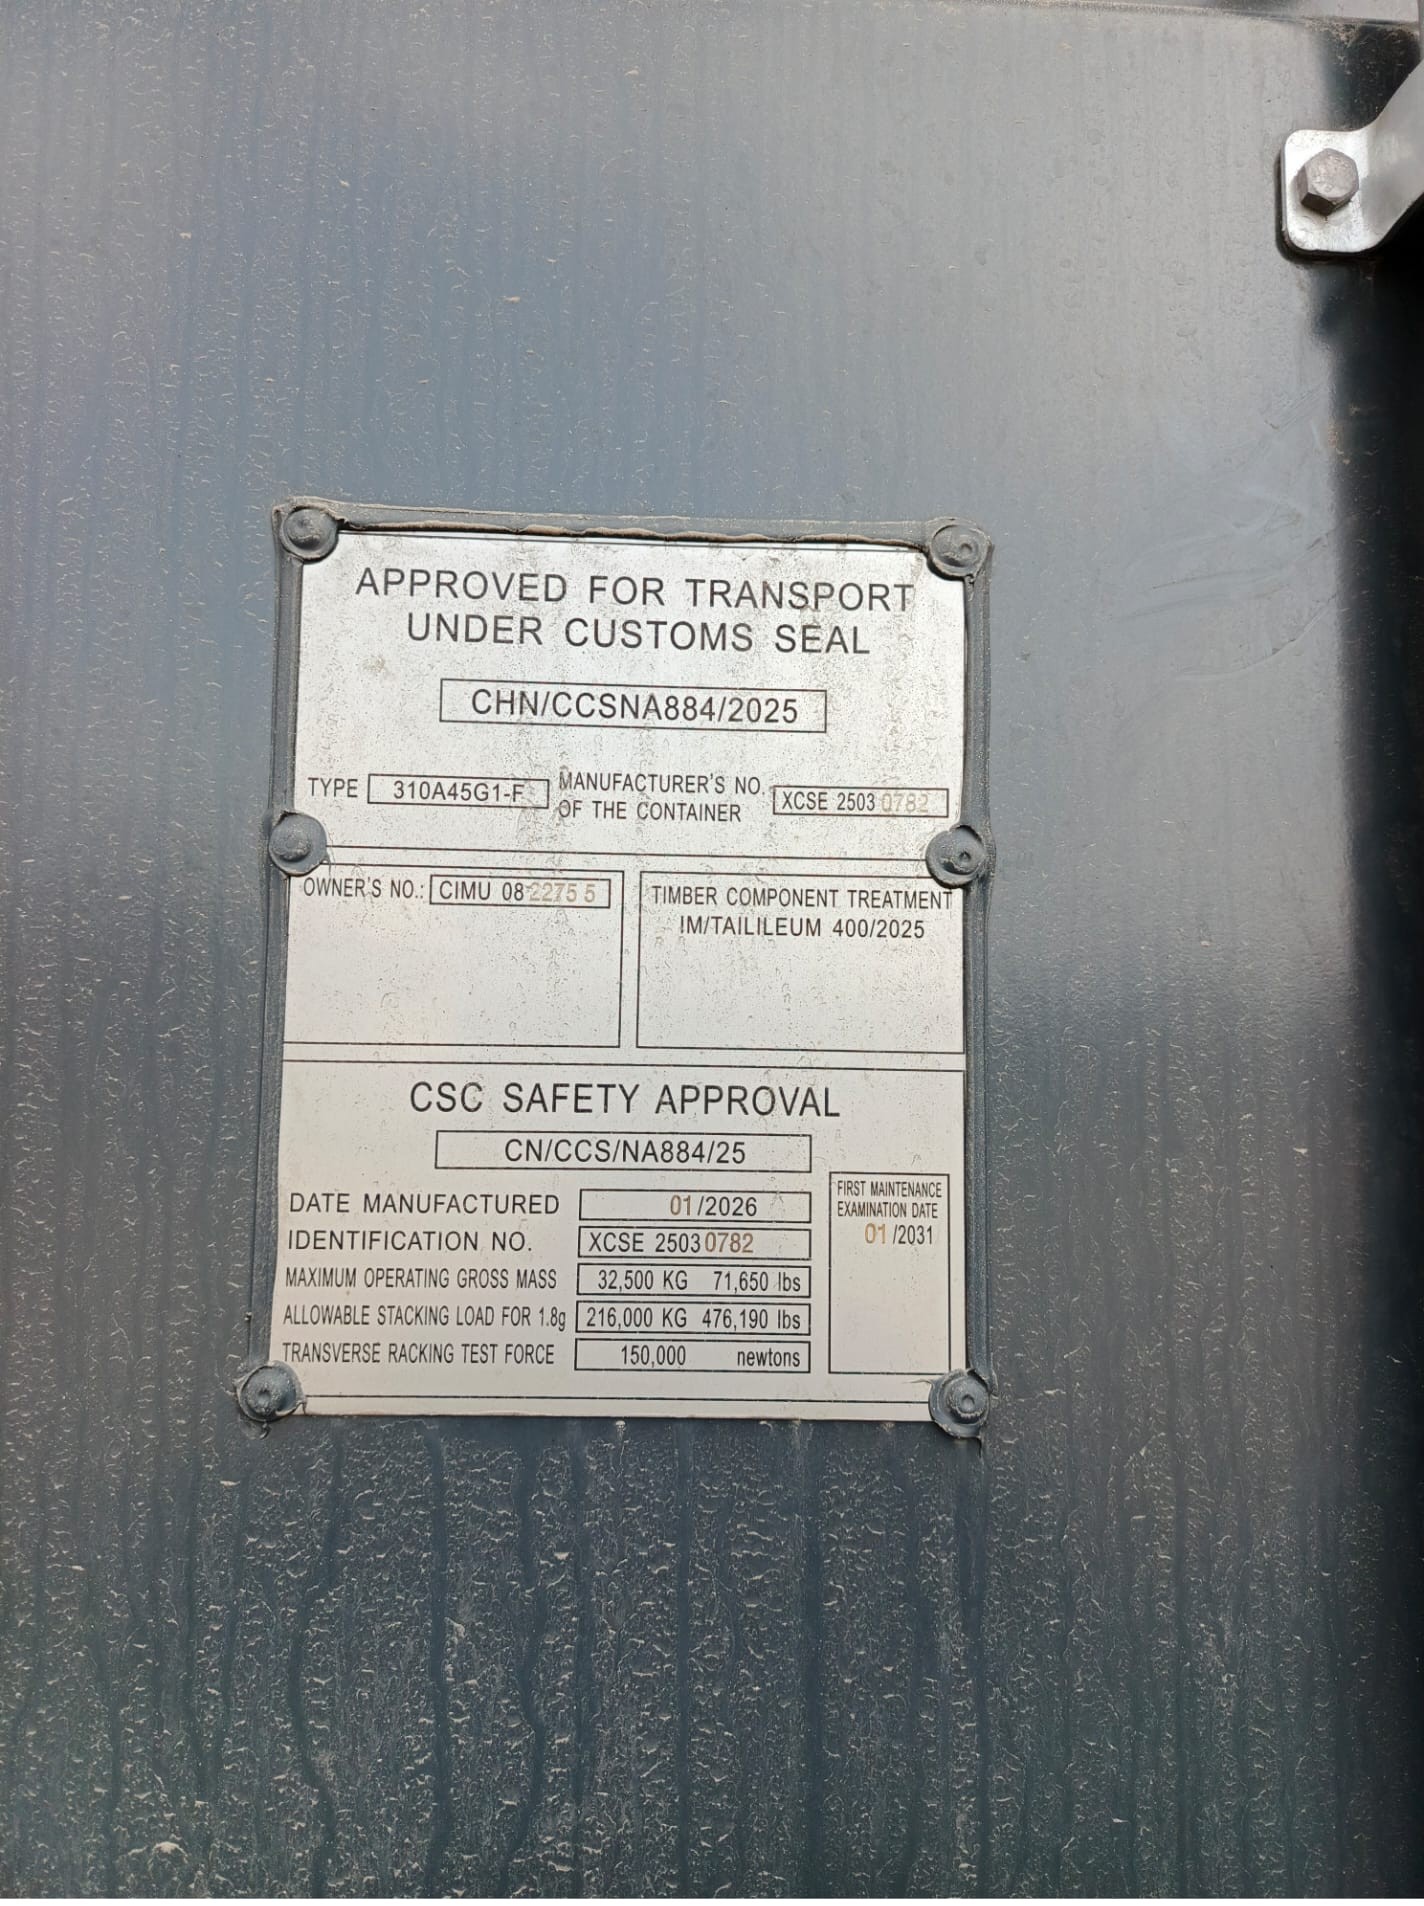 APPROVED FOR TRANSPORT
UNDER CUSTOMS SEAL
CHN/CCSNA884/2025
TYPE 310A45G1-F MANUFACTURER'S NO. OF THE CONTAINER XCSE 2503 0782
OWNER'S NO.: CIMU 08 2275 5
TIMBER COMPONENT TREATMENT
IM/TAILILEUM 400/2025
CSC SAFETY APPROVAL
CN/CCS/NA884/25
DATE MANUFACTURED 01/2026
IDENTIFICATION NO. XCSE 2503 0782
MAXIMUM OPERATING GROSS MASS 32,500 KG 71,650 lbs
ALLOWABLE STACKING LOAD FOR 1.8g 216,000 KG 476,190 lbs
TRANSVERSE RACKING TEST FORCE 150,000 newtons
FIRST MAINTENANCE
EXAMINATION DATE
01/2031